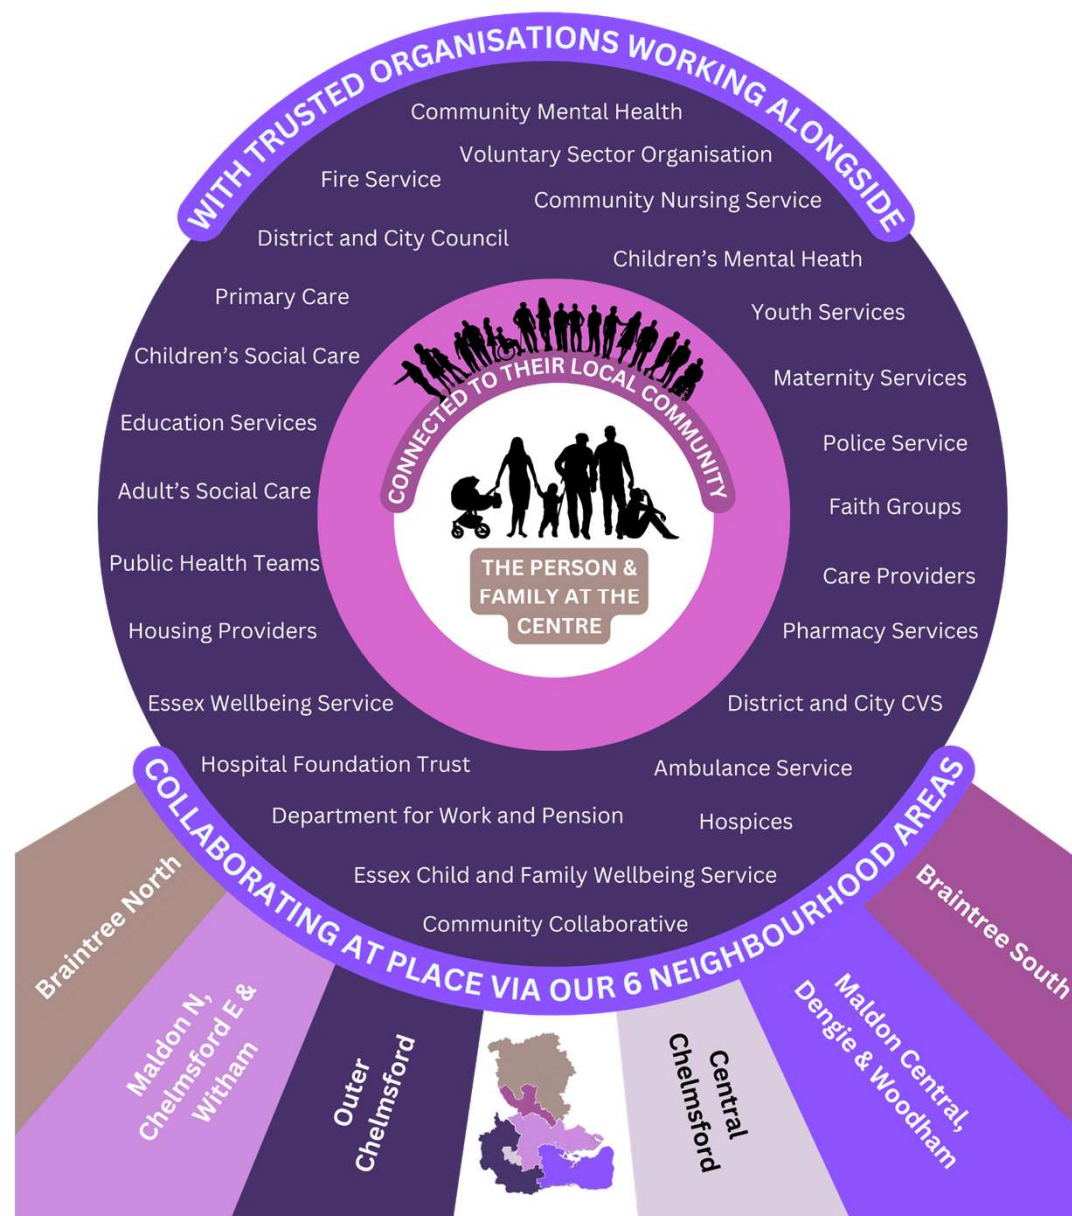 WITH TRUSTED ORGANISATIONS WORKING ALONGSIDE
Community Mental Health
Voluntary Sector Organisation
Fire Service
Community Nursing Service
District and City Council
Children's Mental Heath
Primary Care
Youth Services
Children's Social Care
Maternity Services
Education Services
Police Service
Adult's Social Care
Faith Groups
Public Health Teams
Care Providers
Housing Providers
Pharmacy Services
Essex Wellbeing Service
District and City CVS
Hospital Foundation Trust
Ambulance Service
Department for Work and Pension
Hospices
Essex Child and Family Wellbeing Service
Community Collaborative
CONNECTED TO THEIR LOCAL COMMUNITY
THE PERSON &
FAMILY AT THE
CENTRE
COLLABORATING AT PLACE VIA OUR 6 NEIGHBOURHOOD AREAS
Braintree North
Maldon N,
Chelmsford E &
Witham
Outer
Chelmsford
Central
Chelmsford
Maldon Central,
Dengie & Woodham
Braintree South